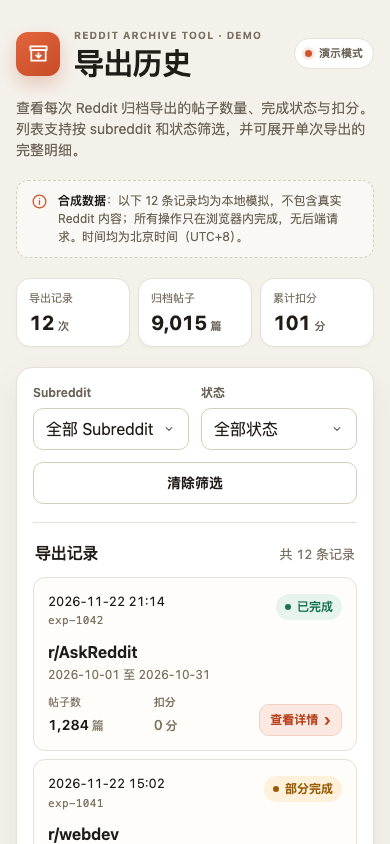 REDDIT ARCHIVE TOOL · DEMO
导出历史
演示模式
查看每次 Reddit 归档导出的帖子数量、完成状态与扣分。
列表支持按 subreddit 和状态筛选，并可展开单次导出的
完整明细。
合成数据：以下 12 条记录均为本地模拟，不包含真实
Reddit 内容；所有操作只在浏览器内完成，无后端请
求。时间均为北京时间（UTC+8）。
导出记录
12 次
归档帖子
9,015 篇
累计扣分
101 分
Subreddit
状态
全部 Subreddit
全部状态
清除筛选
导出记录
共 12 条记录
2026-11-22 21:14
exp-1042
已完成
r/AskReddit
2026-10-01 至 2026-10-31
帖子数
扣分
1,284 篇
0 分
查看详情 ›
2026-11-22 15:02
exp-1041
部分完成
r/webdev